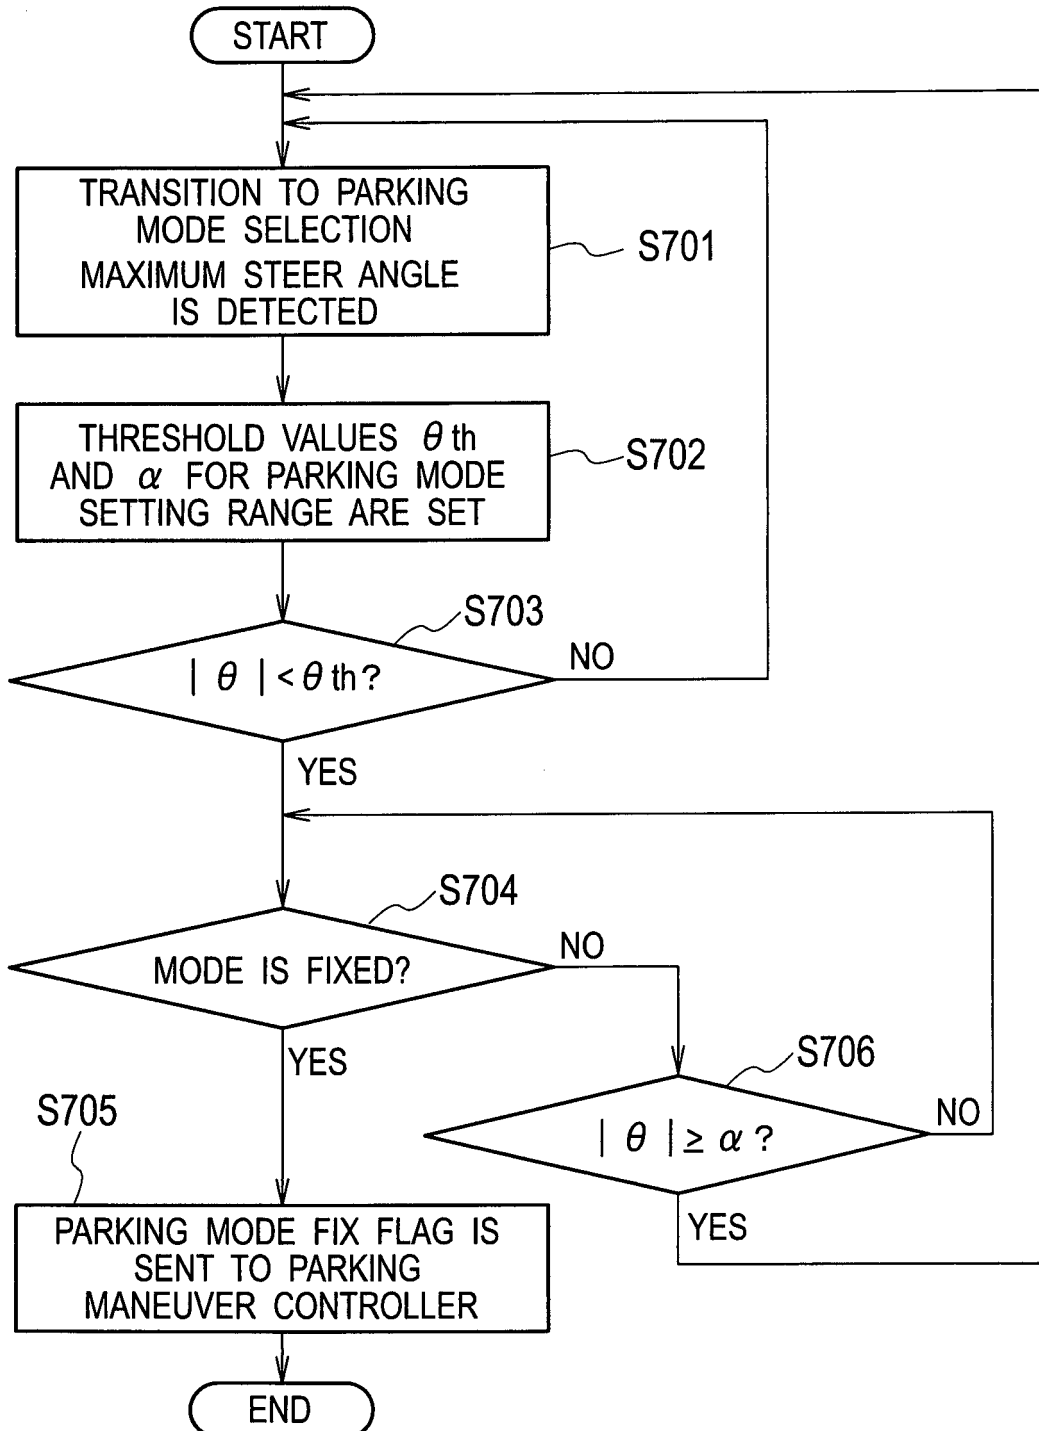 START
TRANSITION TO PARKING
MODE SELECTION
MAXIMUM STEER ANGLE
IS DETECTED
S701
THRESHOLD VALUES θ th
AND α FOR PARKING MODE
SETTING RANGE ARE SET
S702
S703
| θ | < θ th ?
NO
YES
S704
MODE IS FIXED?
NO
YES
S706
| θ | ≥ α ?
NO
YES
S705
PARKING MODE FIX FLAG IS
SENT TO PARKING
MANEUVER CONTROLLER
END